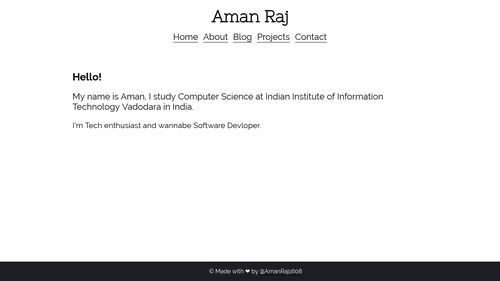 Aman Raj
Home About Blog Projects Contact
Hello!
My name is Aman. I study Computer Science at Indian Institute of Information
Technology Vadodara in India.
I'm Tech enthusiast and wannabe Software Devloper.
© Made with ❤ by @AmanRaj1608